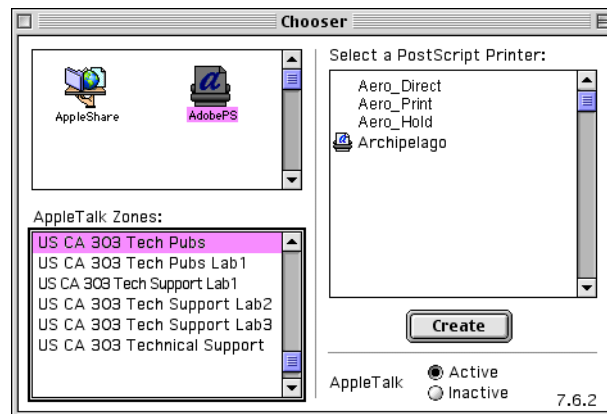 Chooser
AppleShare
AdobePS
Select a PostScript Printer:
Aero_Direct
Aero_Print
Aero_Hold
Archipelago
AppleTalk Zones:
US CA 303 Tech Pubs
US CA 303 Tech Pubs Lab1
US CA 303 Tech Support Lab1
US CA 303 Tech Support Lab2
US CA 303 Tech Support Lab3
US CA 303 Technical Support
Create
AppleTalk
Active
Inactive
7.6.2